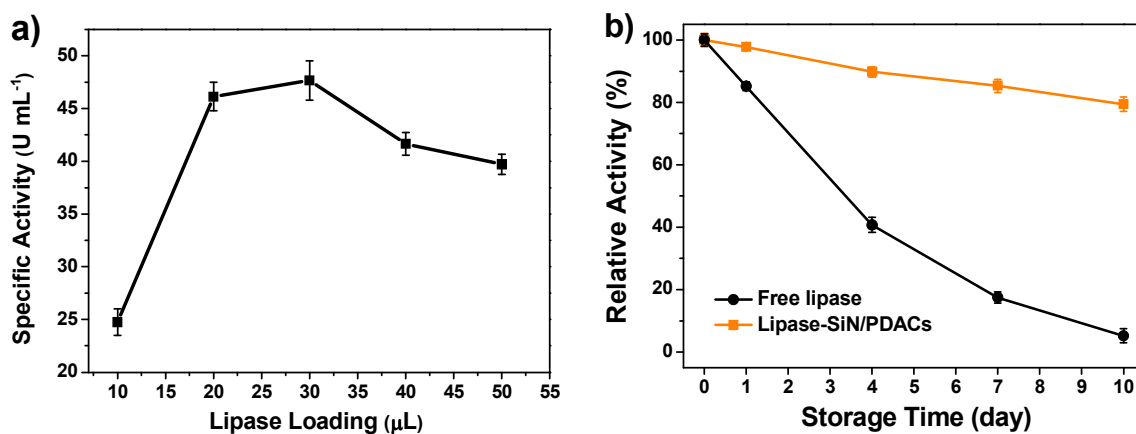 a)
Specific Activity (U mL⁻¹)
50
45
40
35
30
25
20
10 15 20 25 30 35 40 45 50 55
Lipase Loading (μL)
b)
Relative Activity (%)
100
80
60
40
20
0
Free lipase
Lipase-SiN/PDACs
0 1 2 3 4 5 6 7 8 9 10
Storage Time (day)